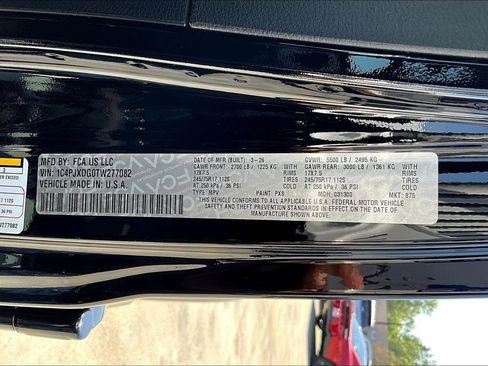 MFD BY: FCA US LLC
VIN: 1C4PJXDG0TW277082
VEHICLE MADE IN U.S.A.
DATE OF MFR (BUILT): 3-26
GAWR FRONT 2700 LB / 1225 KG
17X7.5 RIMS
245/75R17 112S TIRES
AT 250 kPa / 36 PSI COLD
TYPE MPV PAINT PX8
GVWR: 5500 LB / 2495 KG
GAWR REAR 3000 LB / 1361 KG
17X7.5 RIMS
245/75R17 112S TIRES
AT 250 kPa / 36 PSI COLD
MDH: 031300 MKT: 875
THIS VEHICLE CONFORMS TO ALL APPLICABLE U.S.A. FEDERAL MOTOR VEHICLE
SAFETY, BUMPER AND THEFT PREVENTION STANDARDS IN EFFECT ON THE DATE
OF MANUFACTURE SHOWN ABOVE.
3
EXCEED